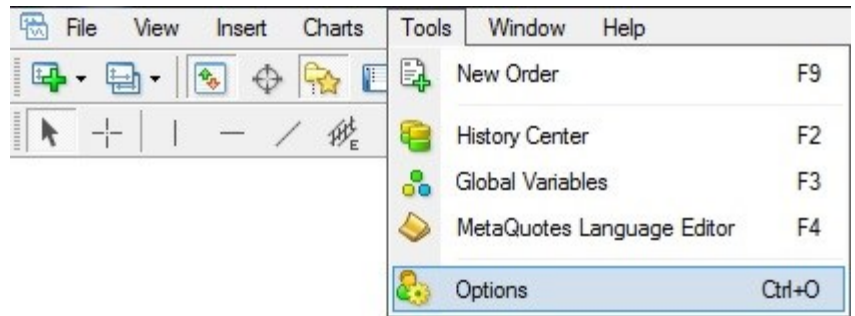 File View Insert Charts Tools Window Help
New Order F9
History Center F2
Global Variables F3
MetaQuotes Language Editor F4
E
Options Ctrl+O